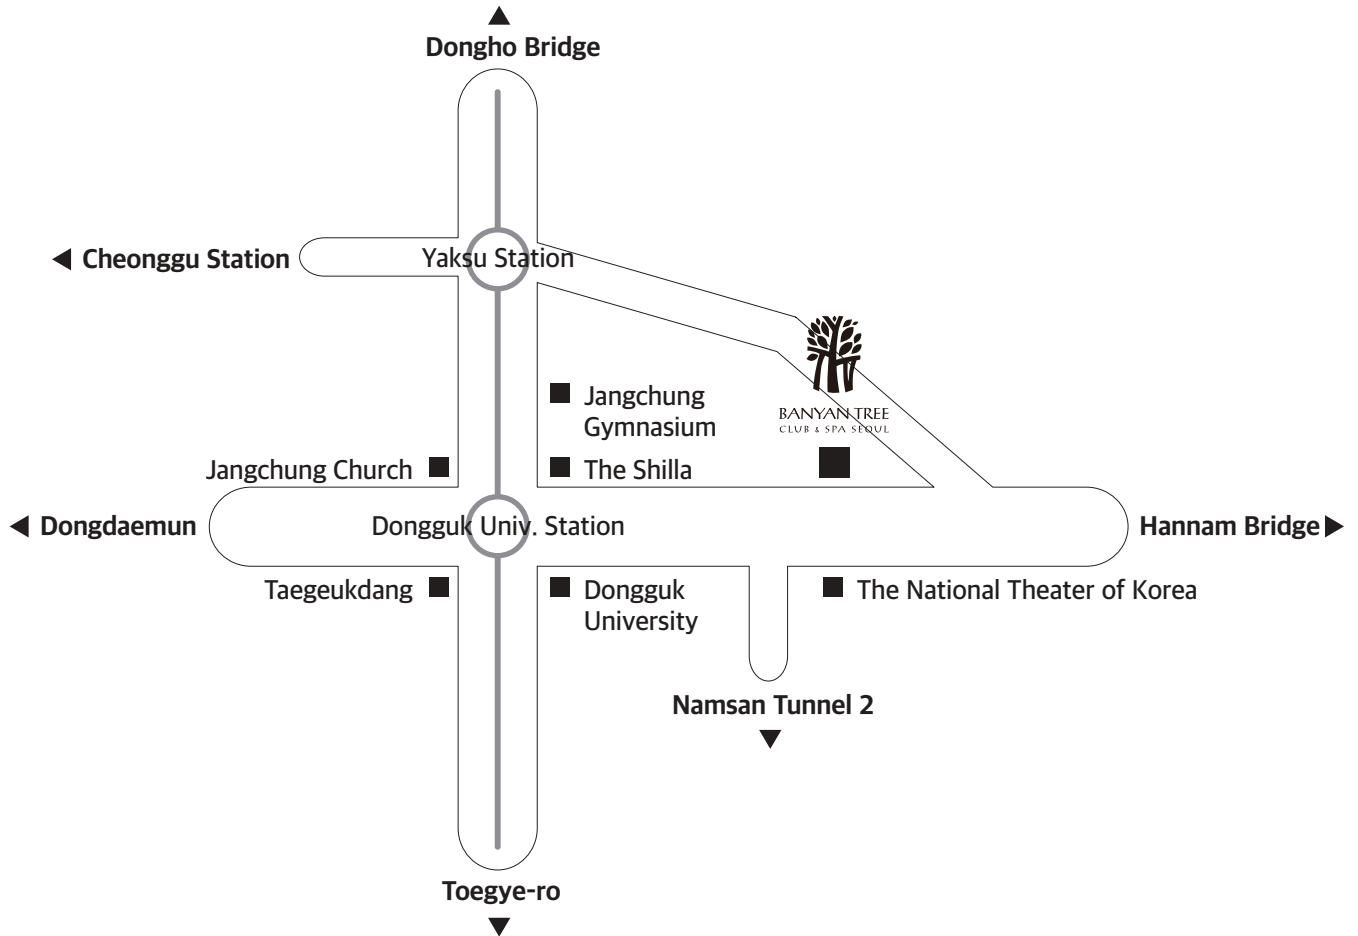 Dongho Bridge
Cheonggu Station
Yaksu Station
BANYAN TREE
CLUB & SPA SEOUL
Jangchung
Gymnasium
Jangchung Church
The Shilla
Dongdaemun
Dongguk Univ. Station
Hannam Bridge
Taegeukdang
Dongguk
University
The National Theater of Korea
Namsan Tunnel 2
Toegye-ro